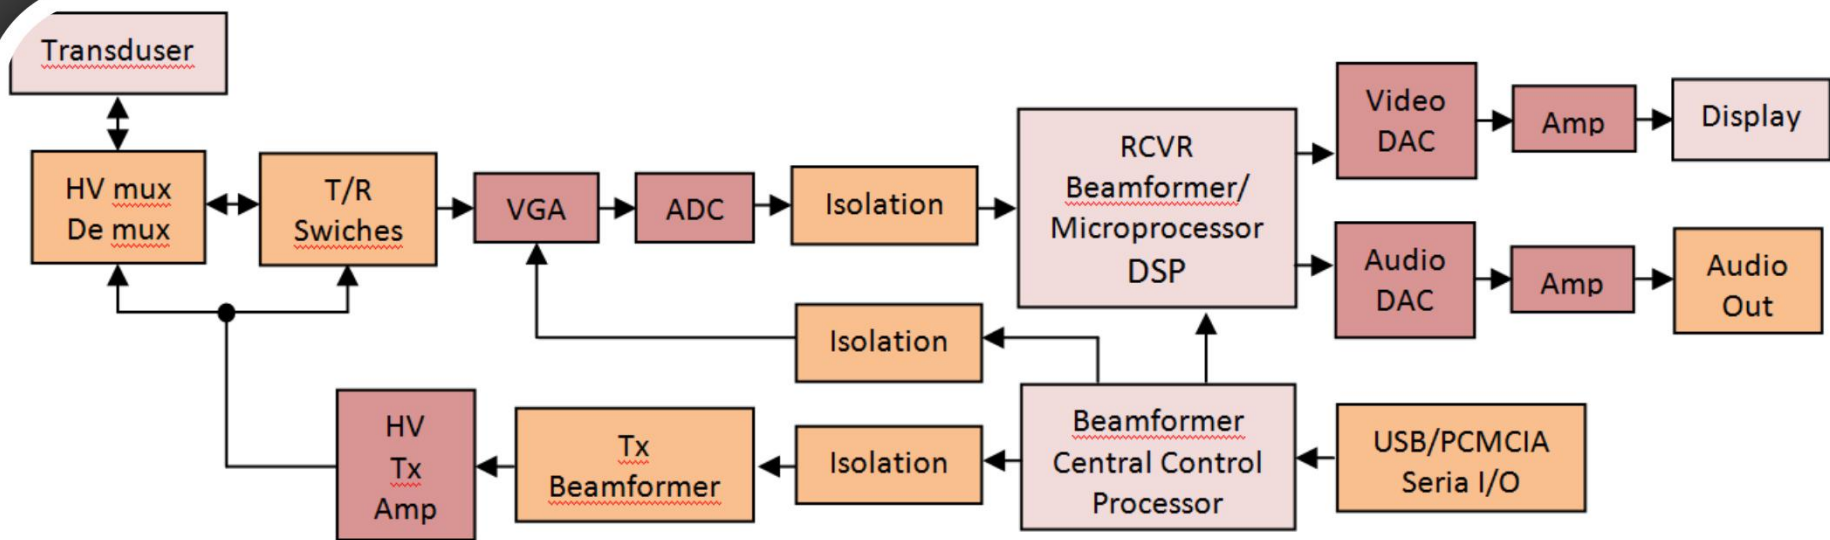 Transduser
HV mux
De mux
T/R
Swiches
VGA
ADC
Isolation
RCVR
Beamformer/
Microprocessor
DSP
Video
DAC
Amp
Display
Audio
DAC
Amp
Audio
Out
Isolation
HV
Tx
Amp
Tx
Beamformer
Isolation
Beamformer
Central Control
Processor
USB/PCMCIA
Seria I/O